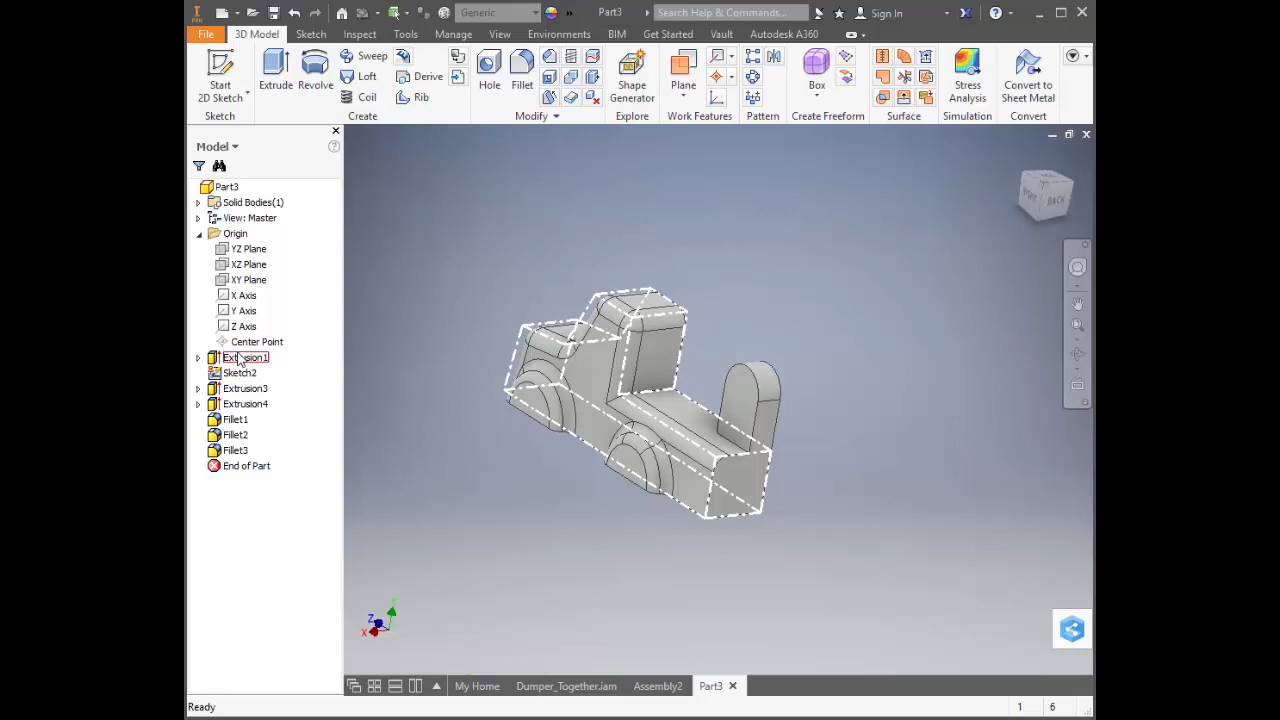 Generic
Part3
Search Help & Commands...
Sign In
File
3D Model
Sketch
Inspect
Tools
Manage
View
Environments
BIM
Get Started
Vault
Autodesk A360
Start
2D Sketch
Sketch
Extrude
Revolve
Sweep
Loft
Coil
Derive
Rib
Create
Hole
Fillet
Modify
Shape
Generator
Explore
Plane
Work Features
Pattern
Box
Create Freeform
Surface
Stress
Analysis
Simulation
Convert to
Sheet Metal
Convert
Model
Part3
Solid Bodies(1)
View: Master
Origin
YZ Plane
XZ Plane
XY Plane
X Axis
Y Axis
Z Axis
Center Point
Extrusion1
Sketch2
Extrusion3
Extrusion4
Fillet1
Fillet2
Fillet3
End of Part
BACK
Z
X
My Home
Dumper_Together.iam
Assembly2
Part3
Ready
1
6